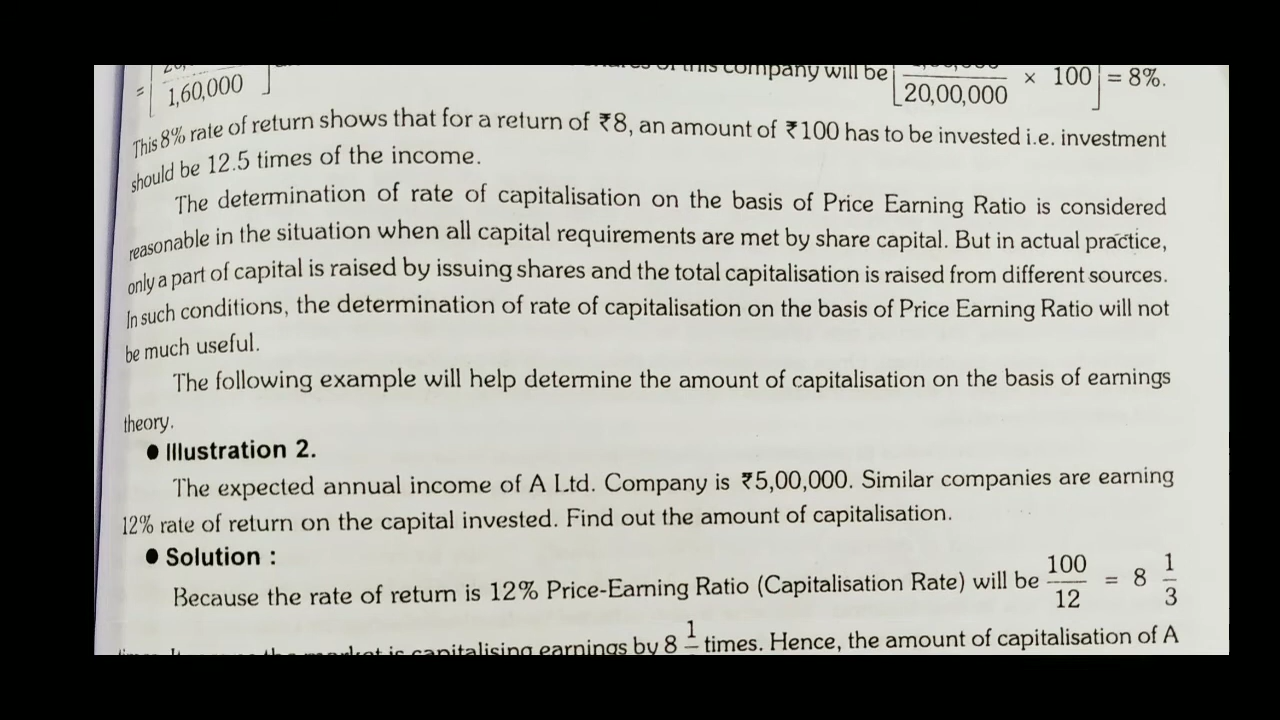 = [ 1,60,000 ] this company will be [ 20,00,000 × 100 ] = 8%.
This 8% rate of return shows that for a return of ₹8, an amount of ₹100 has to be invested i.e. investment
should be 12.5 times of the income.
The determination of rate of capitalisation on the basis of Price Earning Ratio is considered
reasonable in the situation when all capital requirements are met by share capital. But in actual practice,
only a part of capital is raised by issuing shares and the total capitalisation is raised from different sources.
In such conditions, the determination of rate of capitalisation on the basis of Price Earning Ratio will not
be much useful.
The following example will help determine the amount of capitalisation on the basis of earnings
theory.
● Illustration 2.
The expected annual income of A Ltd. Company is ₹5,00,000. Similar companies are earning
12% rate of return on the capital invested. Find out the amount of capitalisation.
● Solution :
Because the rate of return is 12% Price-Earning Ratio (Capitalisation Rate) will be 100/12 = 8 1/3
the market is capitalising earnings by 8 1 times. Hence, the amount of capitalisation of A